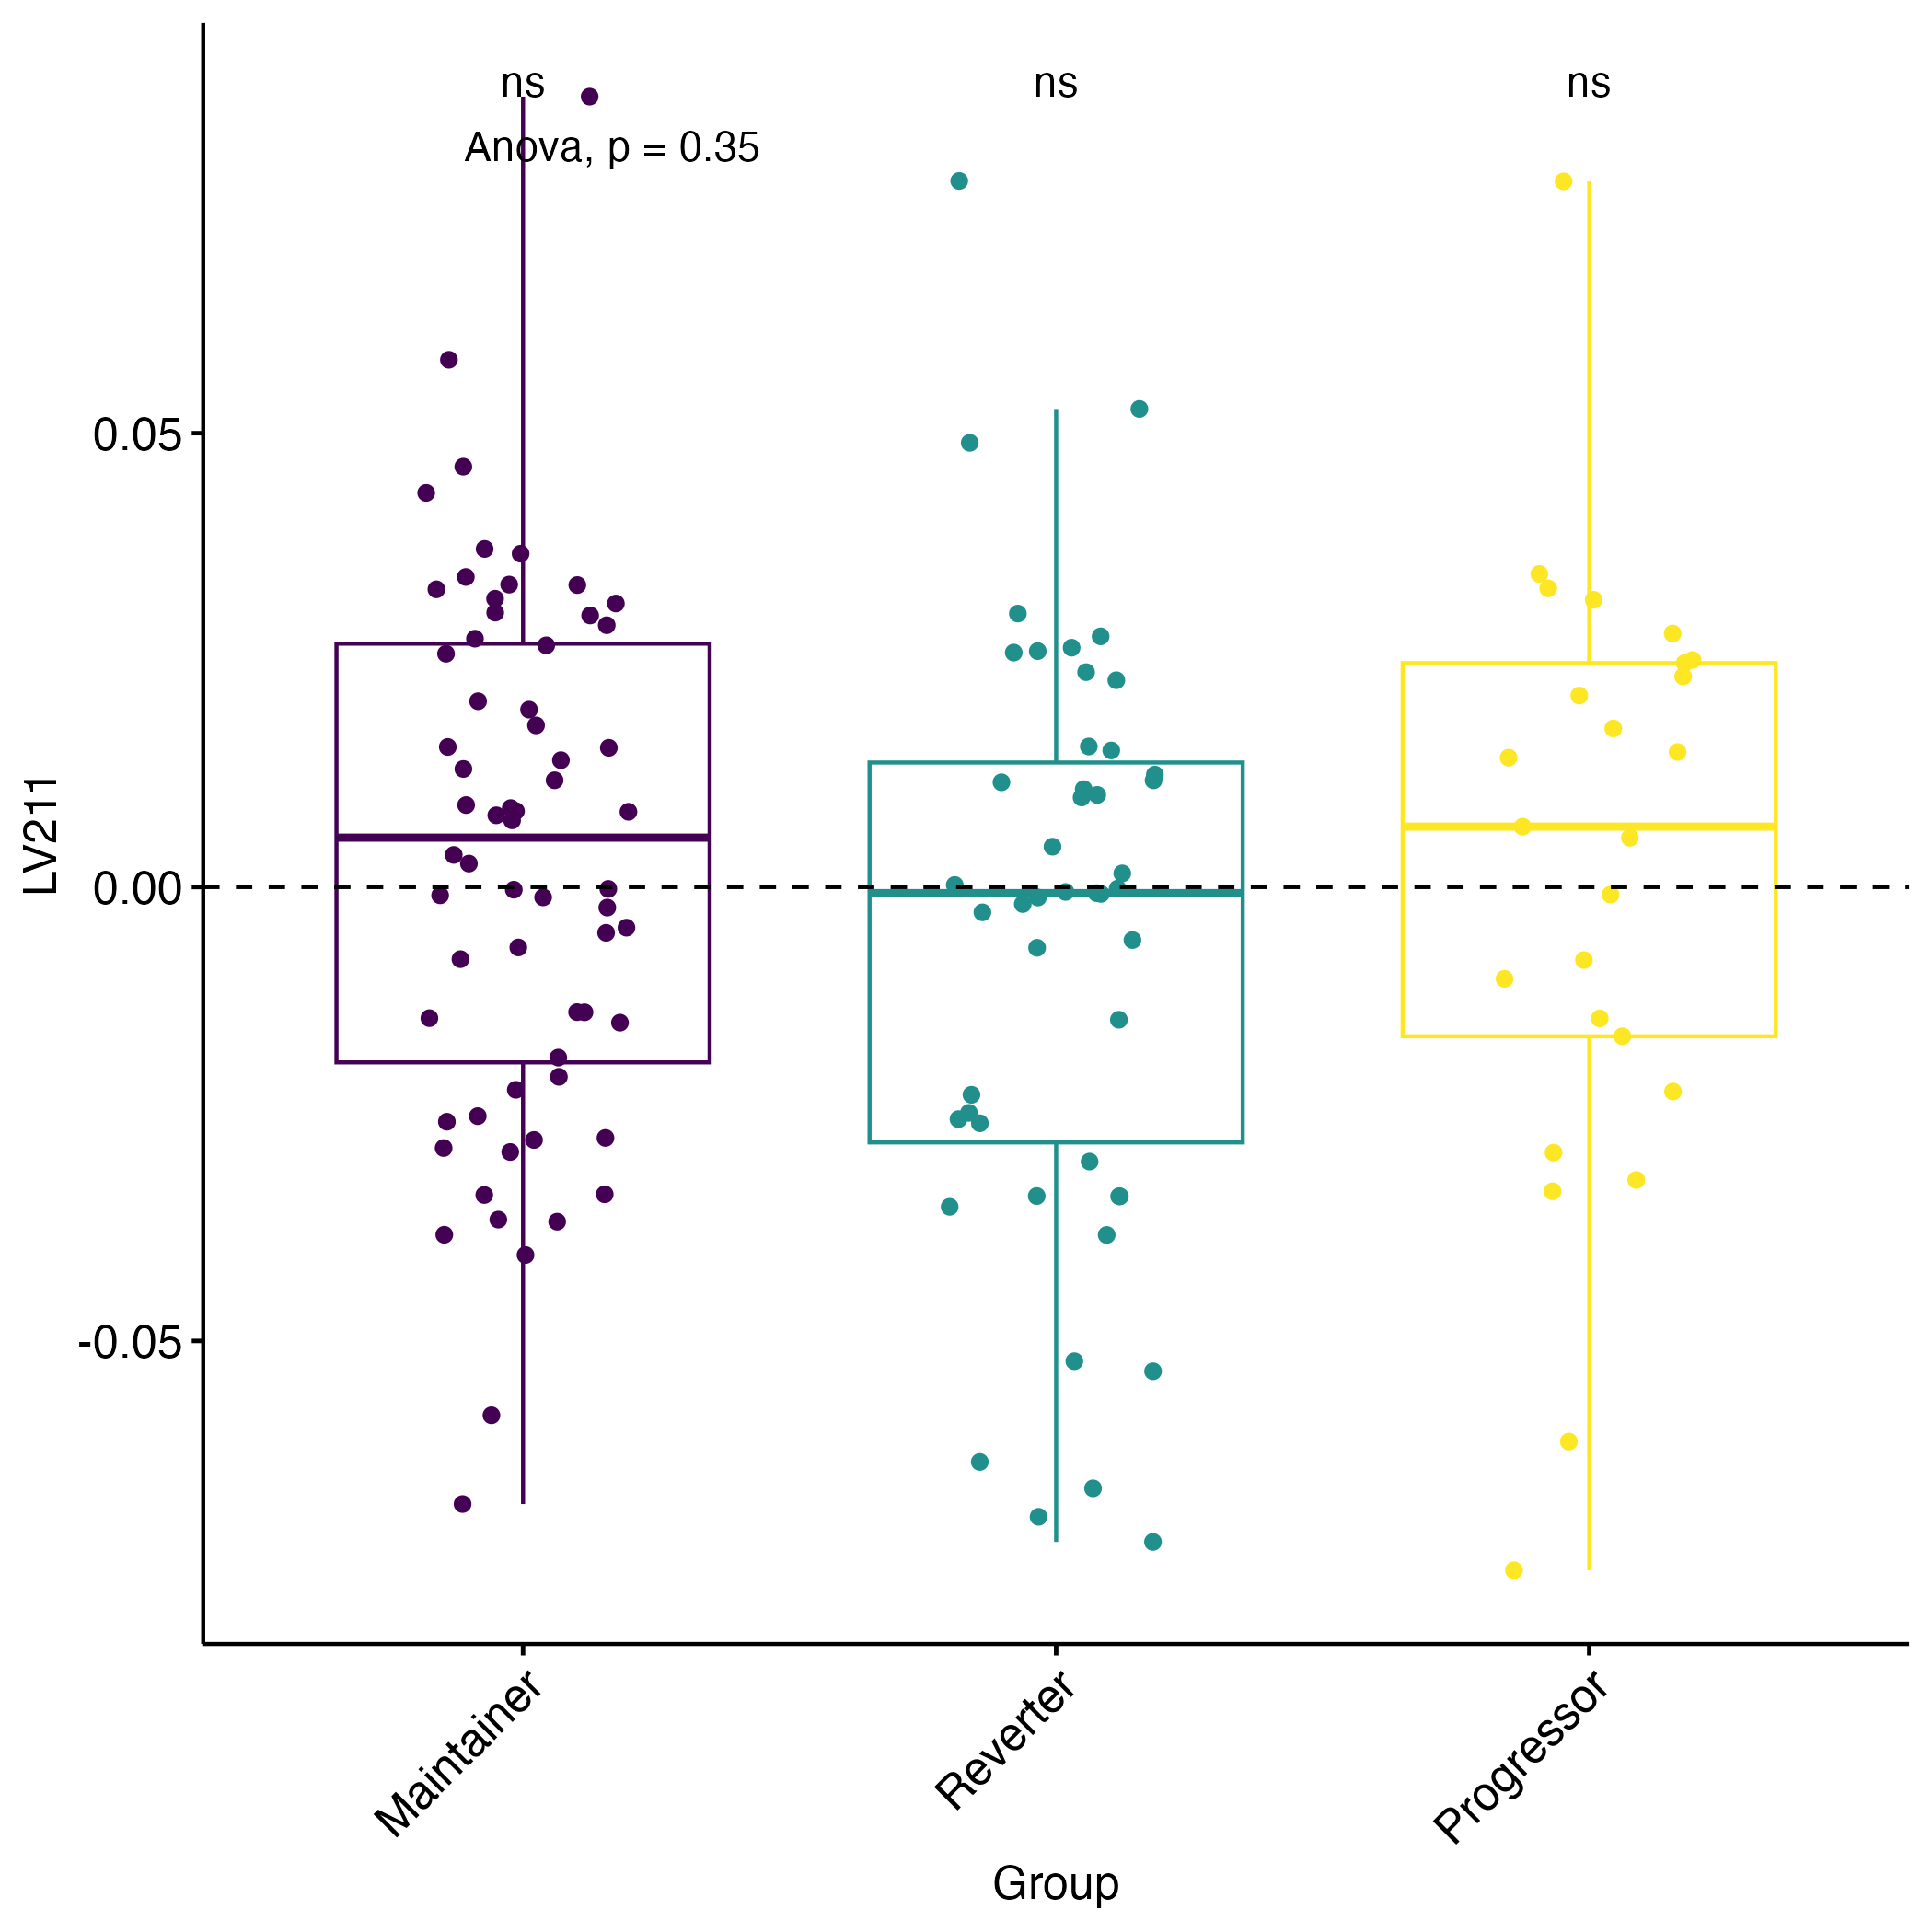 ns ns ns
Anova, p = 0.35
0.05
0.00
-0.05
LV211
Maintainer Reverter Progressor
Group